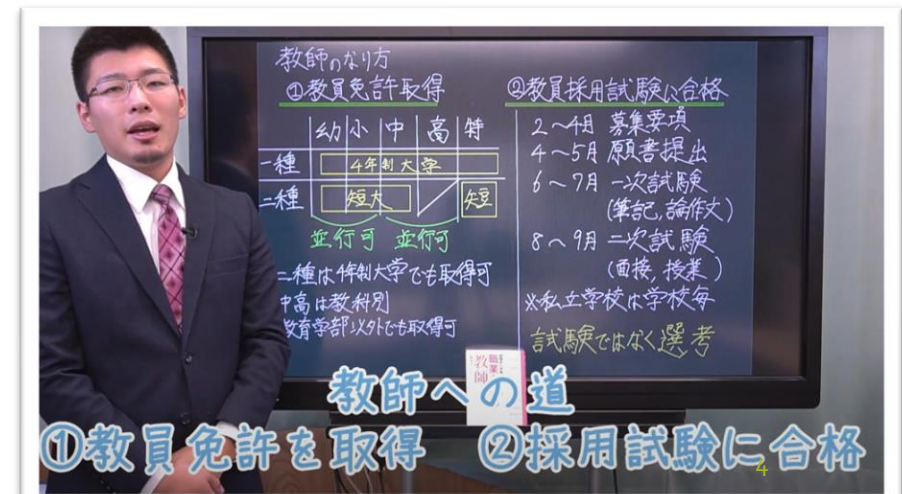 教師のなり方
①教員免許取得
幼 小 中 高 特
一種 4年制大学
二種 短大 短
並行可 並行可
二種は4年制大学でも取得可
中高は教科別
教育学部以外でも取得可
②教員採用試験に合格
2～4月 募集要項
4～5月 願書提出
6～7月 一次試験
(筆記,論作文)
8～9月 二次試験
(面接,授業)
※私立学校は学校毎
試験ではなく選考
職業
教師
教師への道
①教員免許を取得 ②採用試験に合格
4